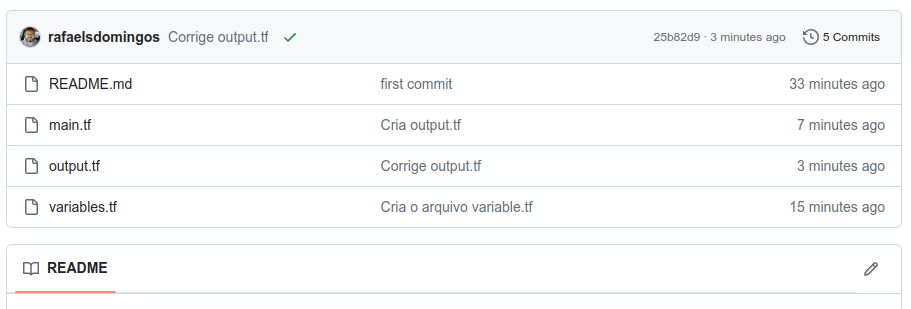 rafaelsdomingos Corrige output.tf 25b82d9 · 3 minutes ago 5 Commits
README.md first commit 33 minutes ago
main.tf Cria output.tf 7 minutes ago
output.tf Corrige output.tf 3 minutes ago
variables.tf Cria o arquivo variable.tf 15 minutes ago
README